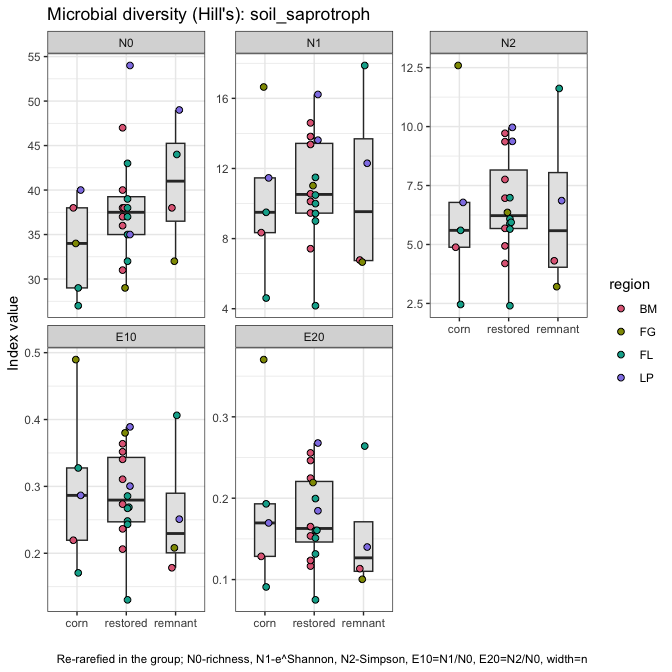 Microbial diversity (Hill's): soil_saprotroph
N0
N1
N2
55
50
45
40
35
30
16
12
8
4
12.5
10.0
7.5
5.0
2.5
corn
restored
remnant
Index value
region
BM
FG
FL
LP
E10
E20
0.5
0.4
0.3
0.2
0.3
0.2
0.1
corn
restored
remnant
corn
restored
remnant
Re-rarefied in the group; N0-richness, N1-e^Shannon, N2-Simpson, E10=N1/N0, E20=N2/N0, width=n